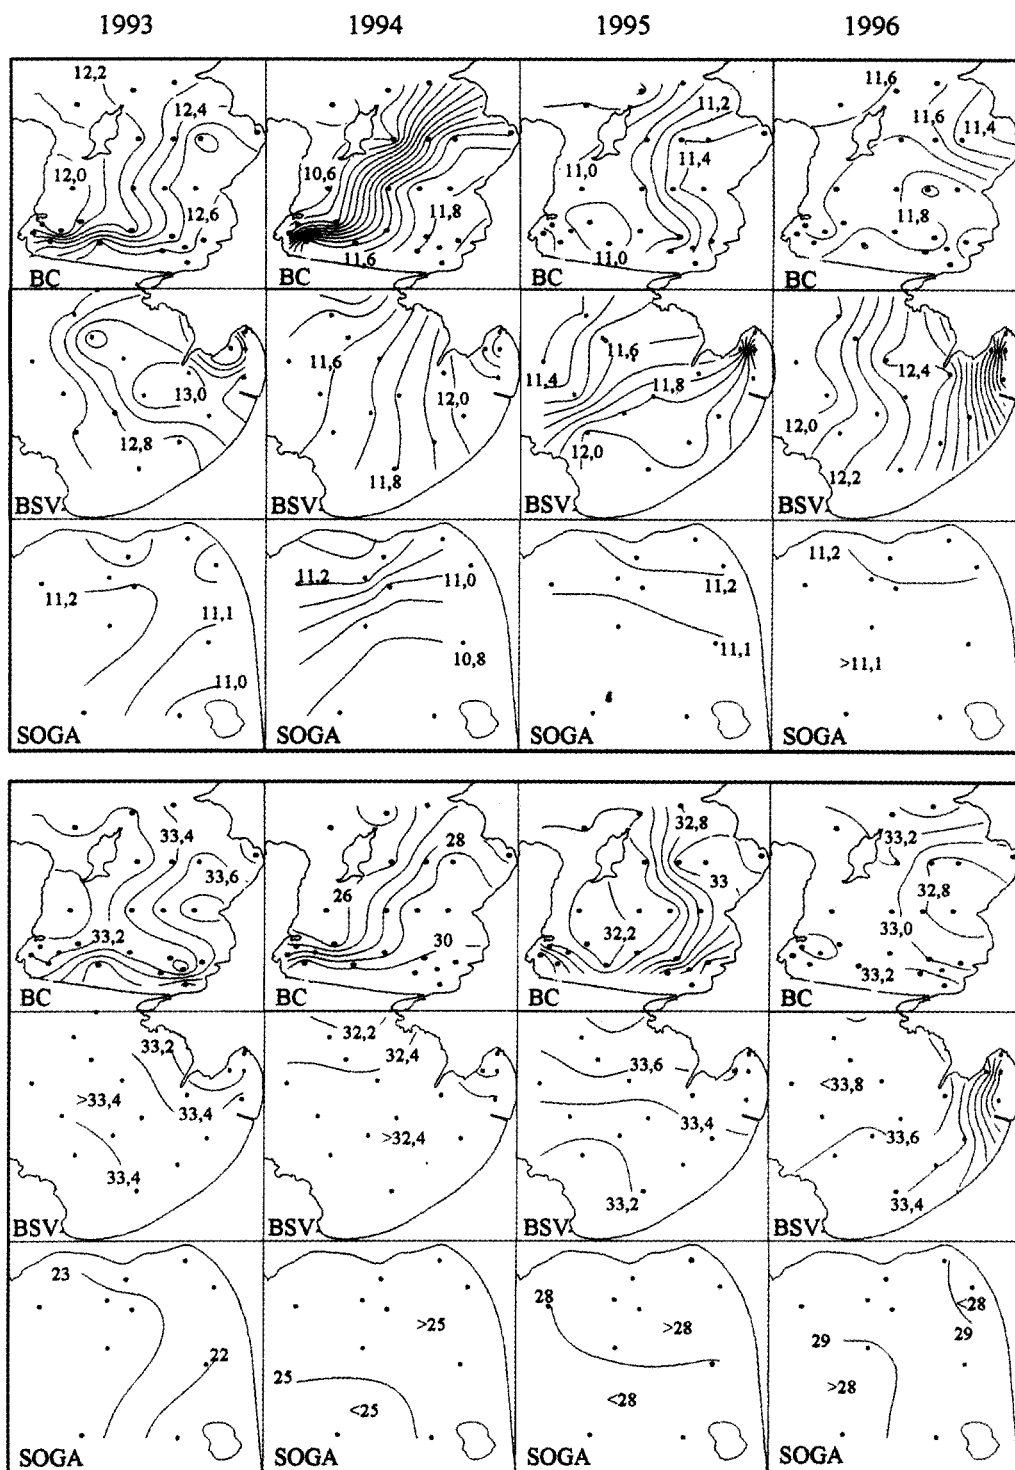 1993 1994 1995 1996
12,2 12,4 12,0 12,6 BC
10,6 11,8 11,6 BC
11,2 11,4 11,0 11,0 BC
11,6 11,6 11,4 11,8 BC
13,0 12,8 BSV
11,6 12,0 11,8 BSV
11,6 11,4 11,8 12,0 BSV
12,4 12,0 12,2 BSV
11,2 11,1 11,0 SOGA
11,2 11,0 10,8 SOGA
11,2 11,1 SOGA
11,2 >11,1 SOGA
33,4 33,6 33,2 BC
28 26 30 BC
32,8 33 32,2 BC
33,2 32,8 33,0 33,2 BC
33,2 >33,4 33,4 33,4 BSV
32,2 32,4 >32,4 BSV
33,6 33,4 33,2 BSV
<33,8 33,6 33,4 BSV
23 22 SOGA
>25 25 <25 SOGA
28 >28 <28 SOGA
<28 29 29 >28 SOGA